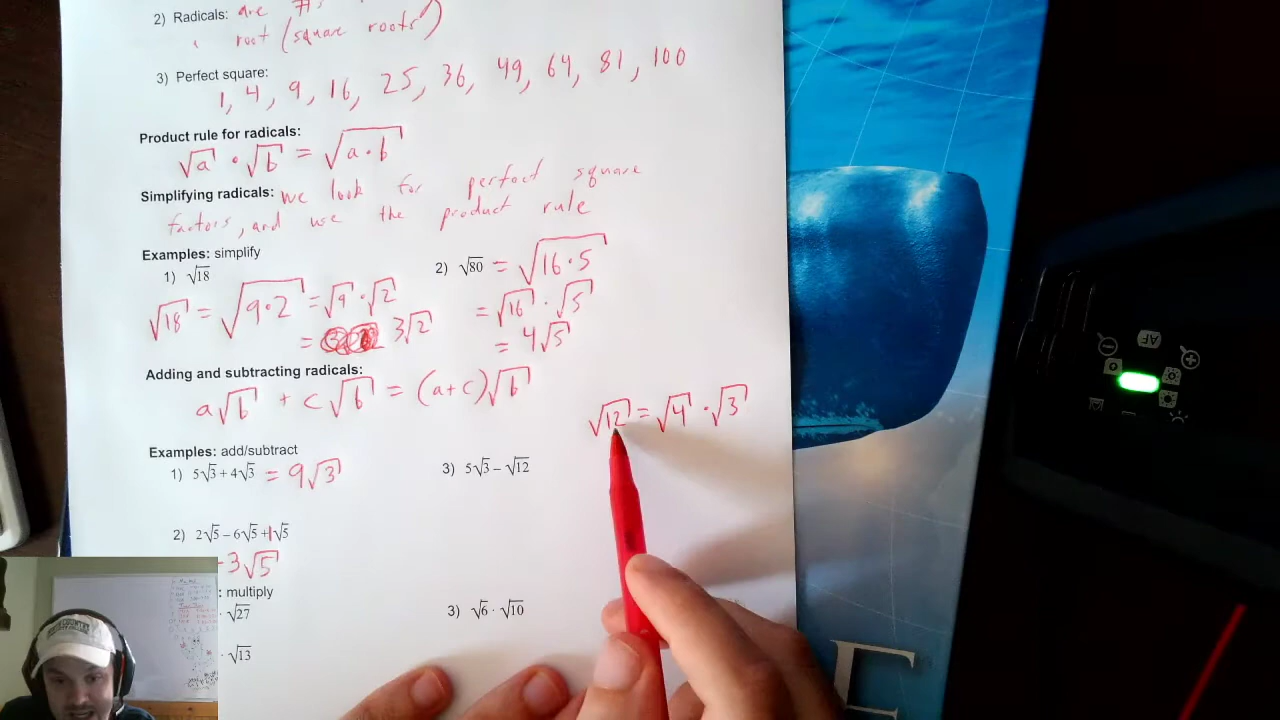 2) Radicals: are #s
root (square roots)
3) Perfect square:
1, 4, 9, 16, 25, 36, 49, 64, 81, 100
Product rule for radicals:
√a · √b = √a·b
Simplifying radicals: we look for perfect square
factors, and use the product rule
Examples: simplify
1) √18
2) √80 = √16·5
√18 = √9·2 = √9 · √2
= √16 · √5
= 3√2
= 4√5
Adding and subtracting radicals:
a√b + c√b = (a+c)√b
√12 = √4 · √3
Examples: add/subtract
1) 5√3 + 4√3 = 9√3
3) 5√3 − √12
2) 2√5 − 6√5 + 1√5
-3√5
: multiply
· √27
3) √6 · √10
· √13
E
AF